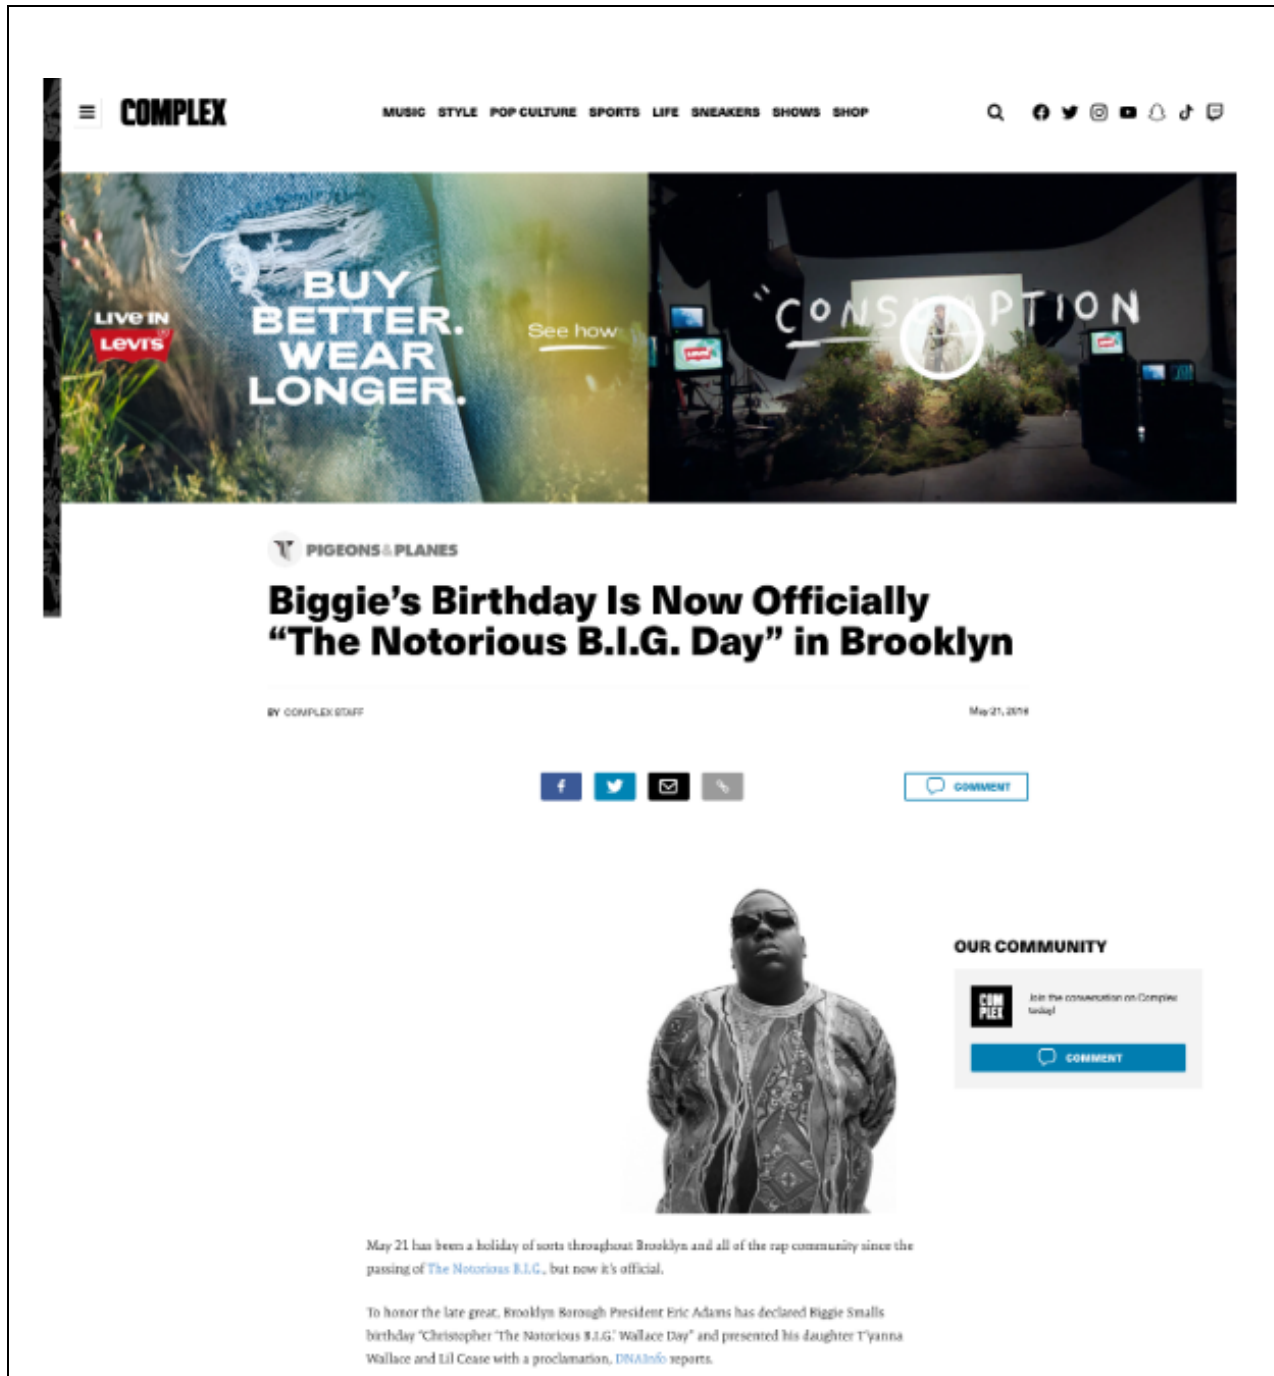 COMPLEX
MUSIC STYLE POP CULTURE SPORTS LIFE SNEAKERS SHOWS SHOP
LIVE IN
LEVI'S
BUY
BETTER.
WEAR
LONGER.
See how
"CONSUMPTION
PIGEONS & PLANES
Biggie’s Birthday Is Now Officially
“The Notorious B.I.G. Day” in Brooklyn
BY COMPLEX STAFF
May 21, 2016
COMMENT
OUR COMMUNITY
COM
PLEX
Join the conversation on Complex
today!
COMMENT
May 21 has been a holiday of sorts throughout Brooklyn and all of the rap community since the
passing of The Notorious B.I.G., but now it's official.
To honor the late great, Brooklyn Borough President Eric Adams has declared Biggie Smalls
birthday "Christopher 'The Notorious B.I.G.' Wallace Day" and presented his daughter T'yanna
Wallace and Lil Cease with a proclamation, DNAInfo reports.